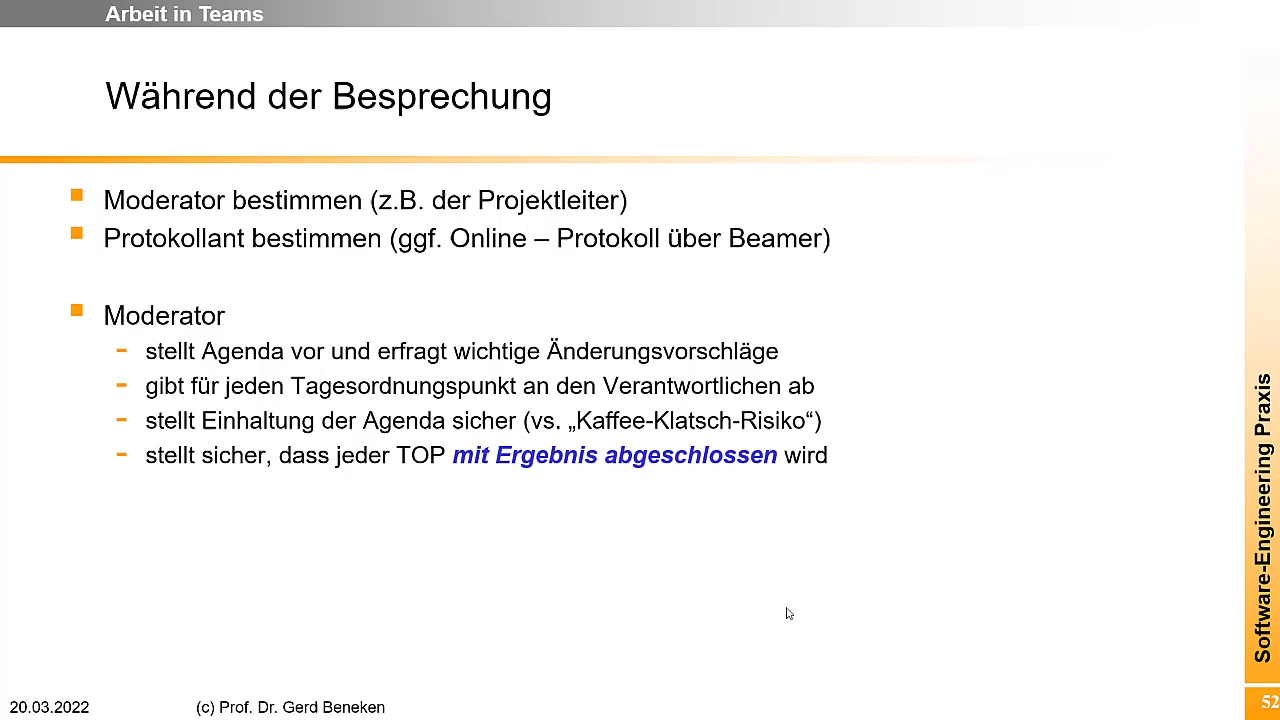 Arbeit in Teams
Während der Besprechung
Moderator bestimmen (z.B. der Projektleiter)
Protokollant bestimmen (ggf. Online – Protokoll über Beamer)
Moderator
- stellt Agenda vor und erfragt wichtige Änderungsvorschläge
- gibt für jeden Tagesordnungspunkt an den Verantwortlichen ab
- stellt Einhaltung der Agenda sicher (vs. „Kaffee-Klatsch-Risiko“)
- stellt sicher, dass jeder TOP mit Ergebnis abgeschlossen wird
Software-Engineering Praxis
20.03.2022
(c) Prof. Dr. Gerd Beneken
52